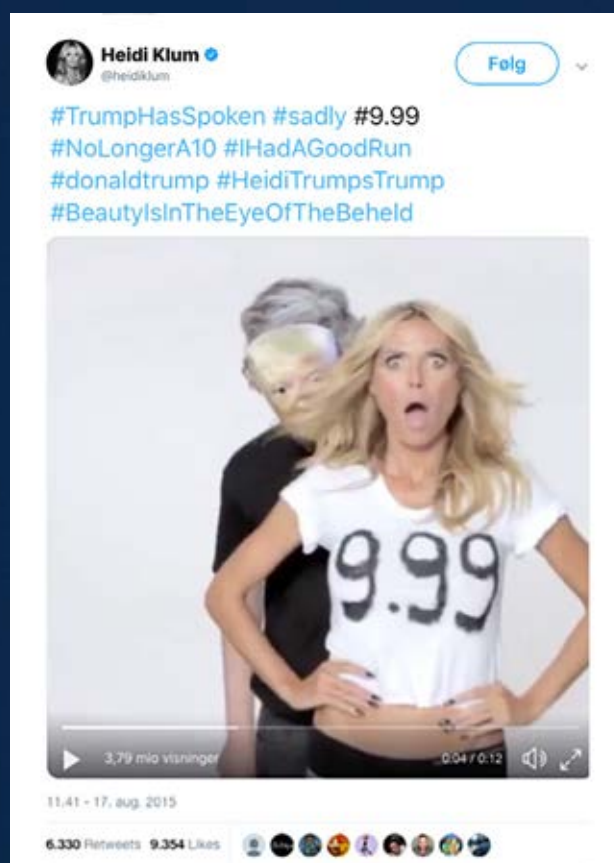 Heidi Klum
@heidiklum
Følg
#TrumpHasSpoken #sadly #9.99
#NoLongerA10 #IHadAGoodRun
#donaldtrump #HeidiTrumpsTrump
#BeautyIsInTheEyeOfTheBeheld
9.99
3,79 mio visninger
0:04 / 0:12
11.41 - 17. aug. 2015
6.330 Retweets 9.354 Likes